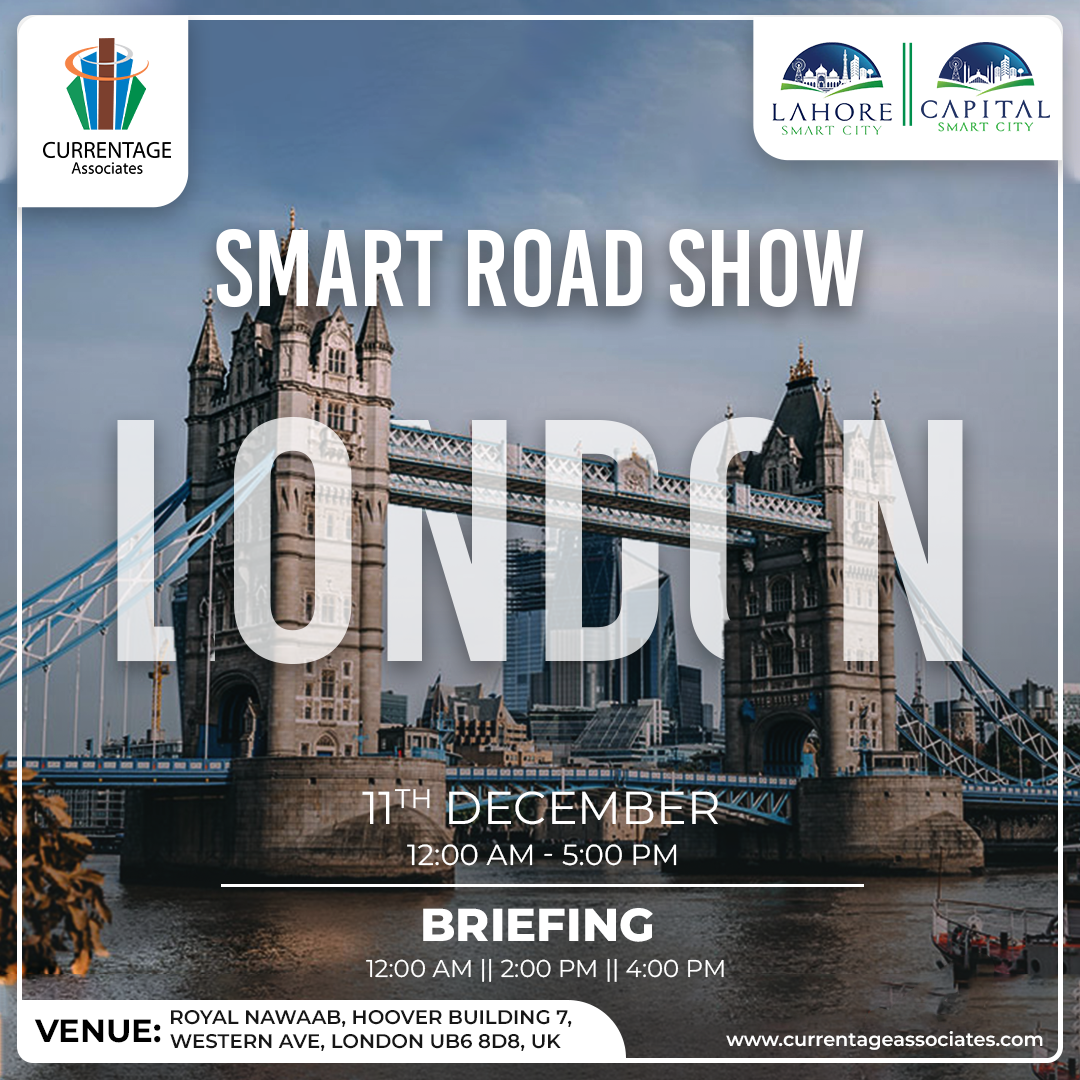 CURRENTAGE
Associates
LAHORE
SMART CITY
CAPITAL
SMART CITY
SMART ROAD SHOW
LONDON
11TH DECEMBER
12:00 AM - 5:00 PM
BRIEFING
12:00 AM || 2:00 PM || 4:00 PM
VENUE: ROYAL NAWAAB, HOOVER BUILDING 7,
WESTERN AVE, LONDON UB6 8D8, UK
www.currentageassociates.com